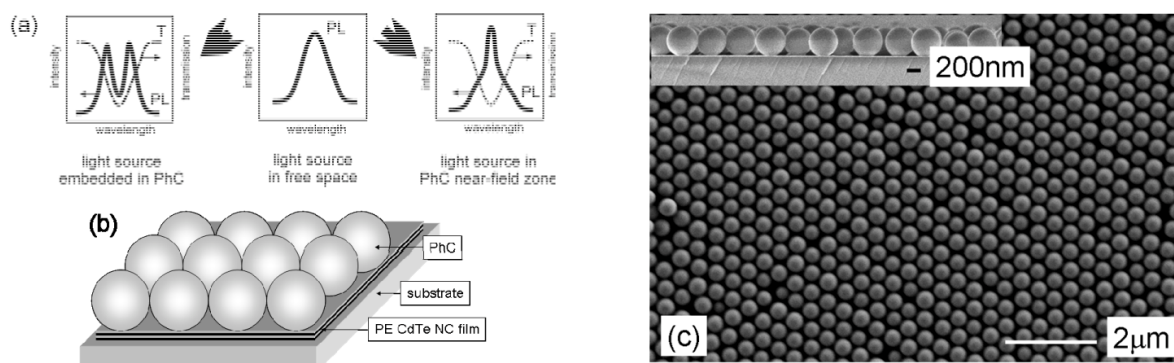 (a)
intensity
T
PL
transmission
wavelength
light source
embedded in PhC
intensity
PL
wavelength
light source
in free space
intensity
T
PL
transmission
wavelength
light source in
PhC near-field zone
(b)
PhC
substrate
PE CdTe NC film
200nm
(c)
2μm